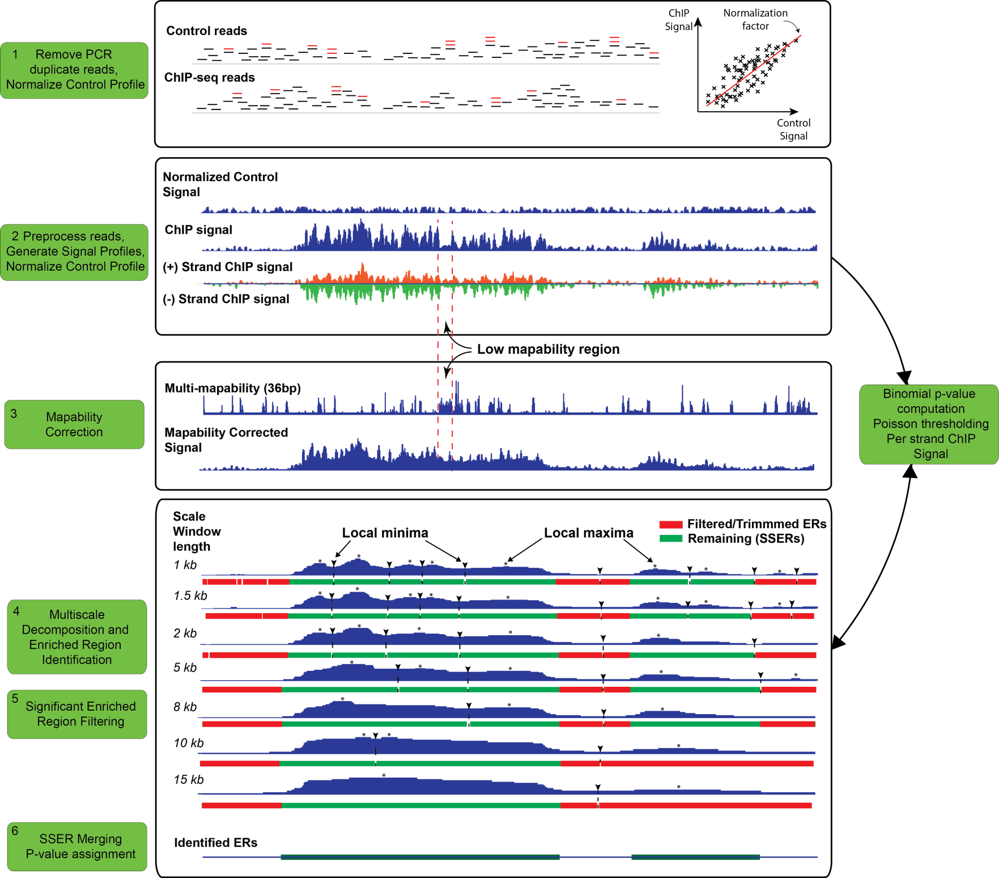 1 Remove PCR
duplicate reads,
Normalize Control Profile
Control reads
ChIP-seq reads
ChIP
Signal
Normalization
factor
Control
Signal
2 Preprocess reads,
Generate Signal Profiles,
Normalize Control Profile
Normalized Control
Signal
ChIP signal
(+) Strand ChIP signal
(-) Strand ChIP signal
Low mapability region
3 Mapability
Correction
Multi-mapability (36bp)
Mapability Corrected
Signal
Binomial p-value
computation
Poisson thresholding
Per strand ChIP
Signal
Scale
Window
length
Local minima
Local maxima
Filtered/Trimmmed ERs
Remaining (SSERs)
1 kb
1.5 kb
2 kb
5 kb
8 kb
10 kb
15 kb
4 Multiscale
Decomposition and
Enriched Region
Identification
5 Significant Enriched
Region Filtering
6 SSER Merging
P-value assignment
Identified ERs